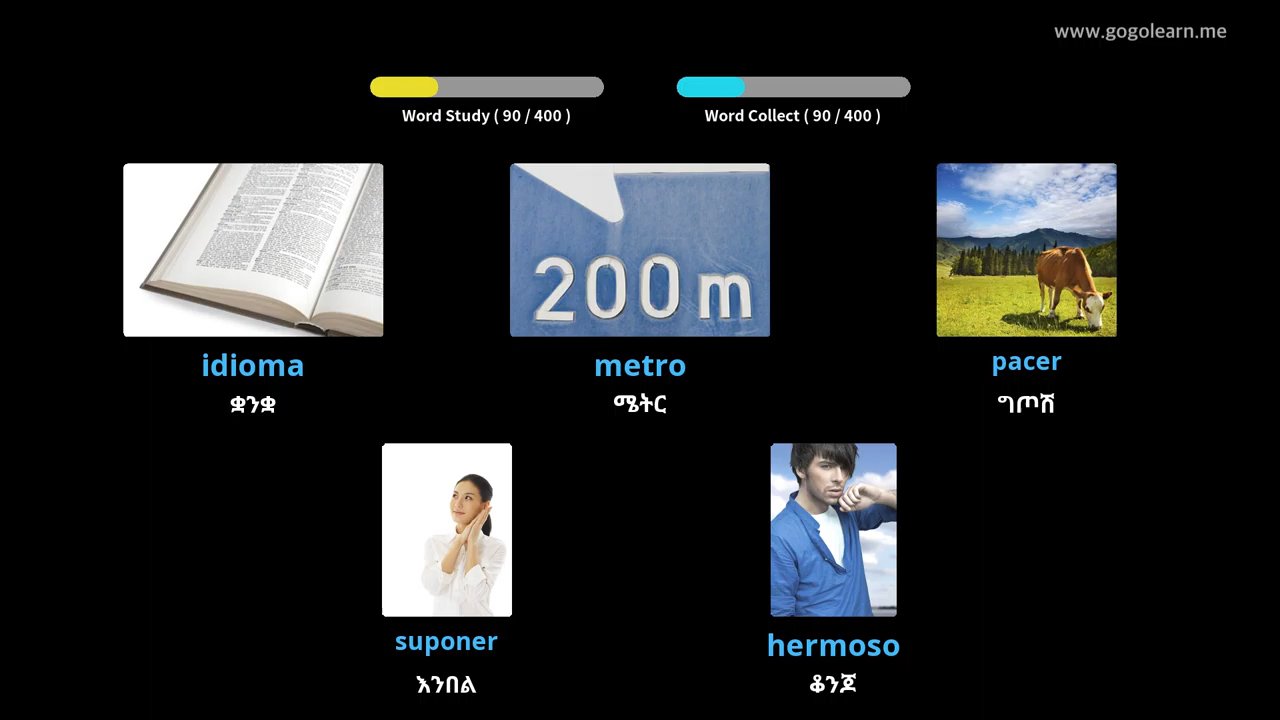 www.gogolearn.me
Word Study ( 90 / 400 )
Word Collect ( 90 / 400 )
200 m
idioma
ቋንቋ
metro
ሜትር
pacer
ግጦሽ
suponer
እንበል
hermoso
ቆንጆ